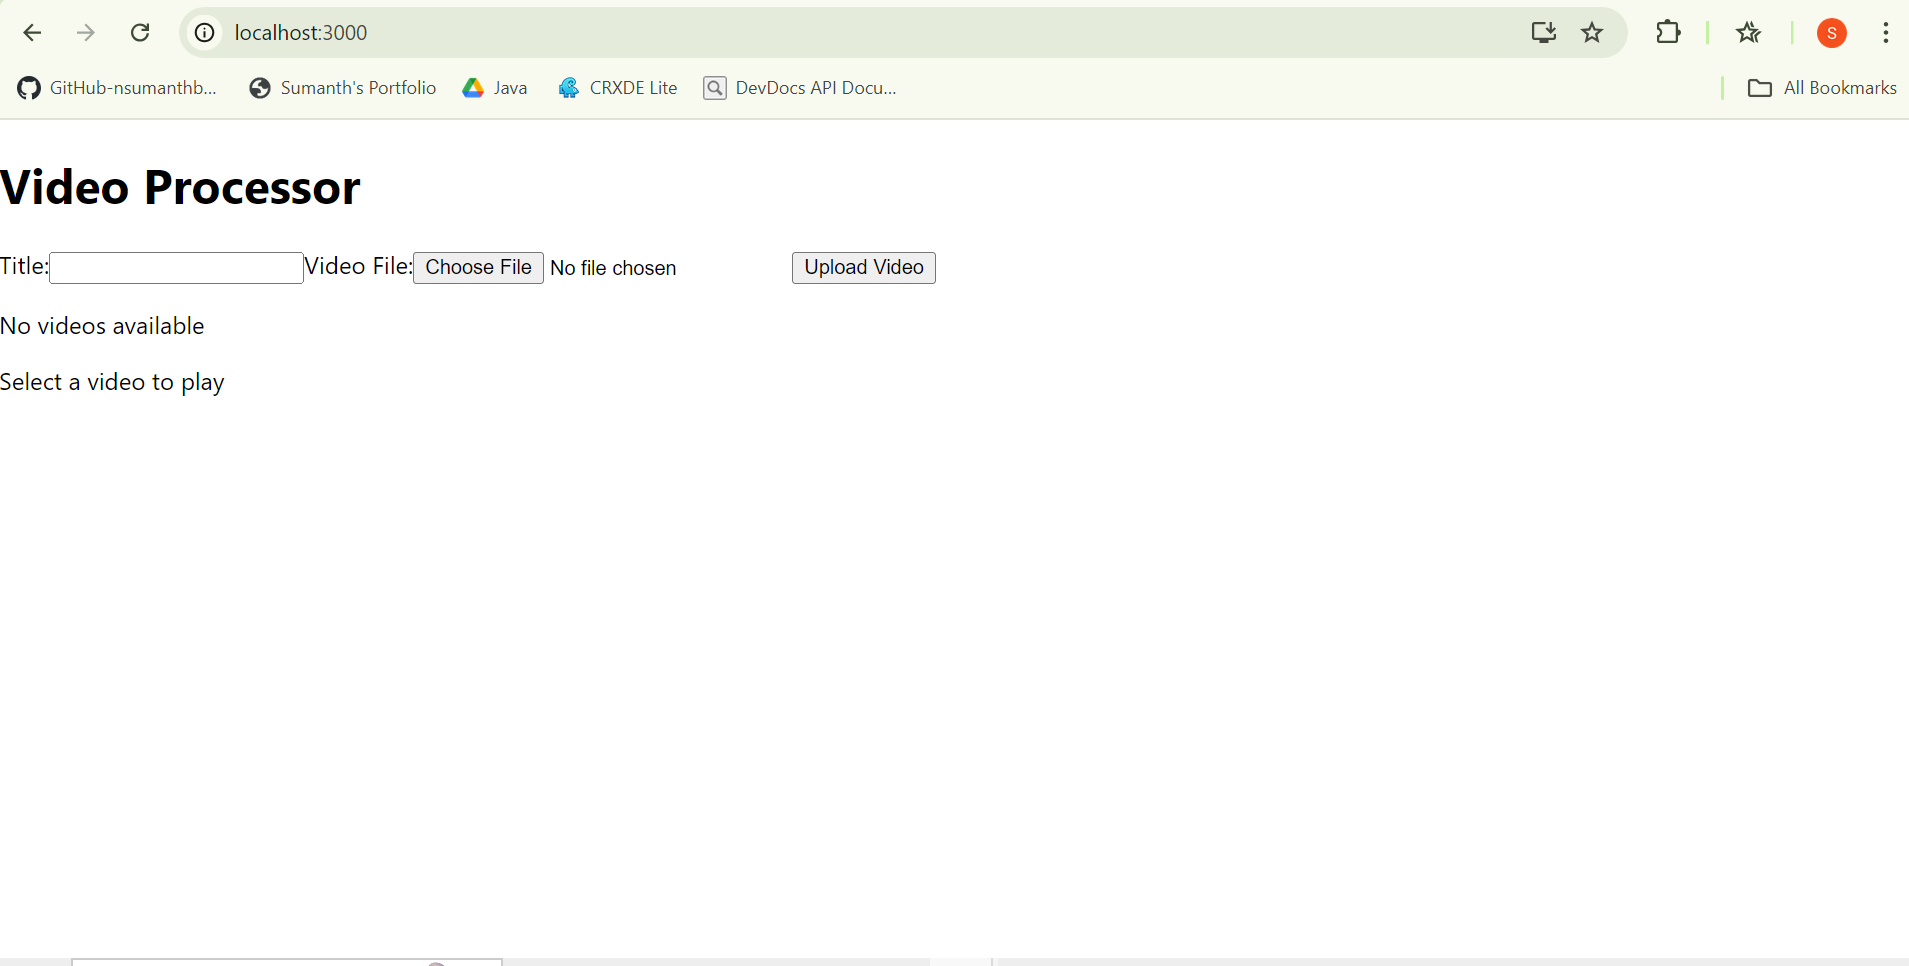 localhost:3000
S
GitHub-nsumanthb... Sumanth's Portfolio Java CRXDE Lite DevDocs API Docu... All Bookmarks
Video Processor
Title: Video File: Choose File No file chosen Upload Video
No videos available
Select a video to play